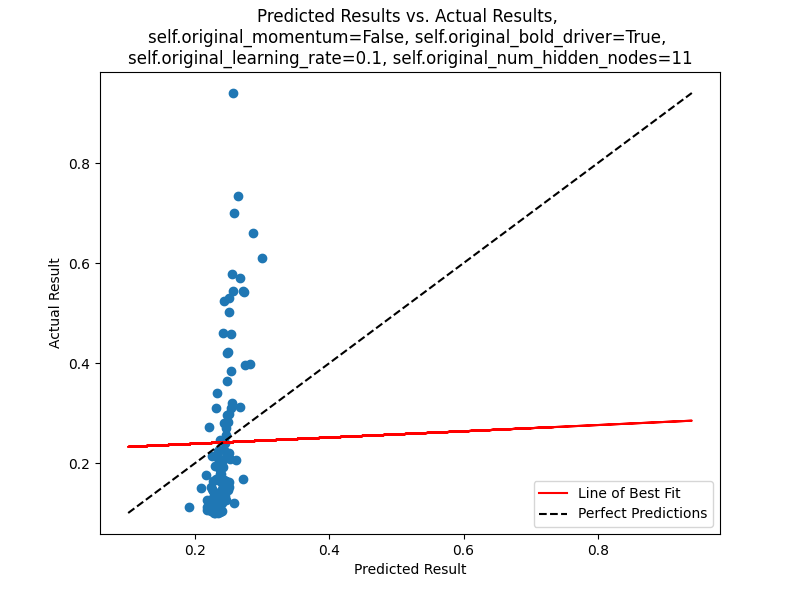 Predicted Results vs. Actual Results,
self.original_momentum=False, self.original_bold_driver=True,
self.original_learning_rate=0.1, self.original_num_hidden_nodes=11
0.8
0.6
0.4
0.2
Actual Result
Line of Best Fit
Perfect Predictions
0.2 0.4 0.6 0.8
Predicted Result